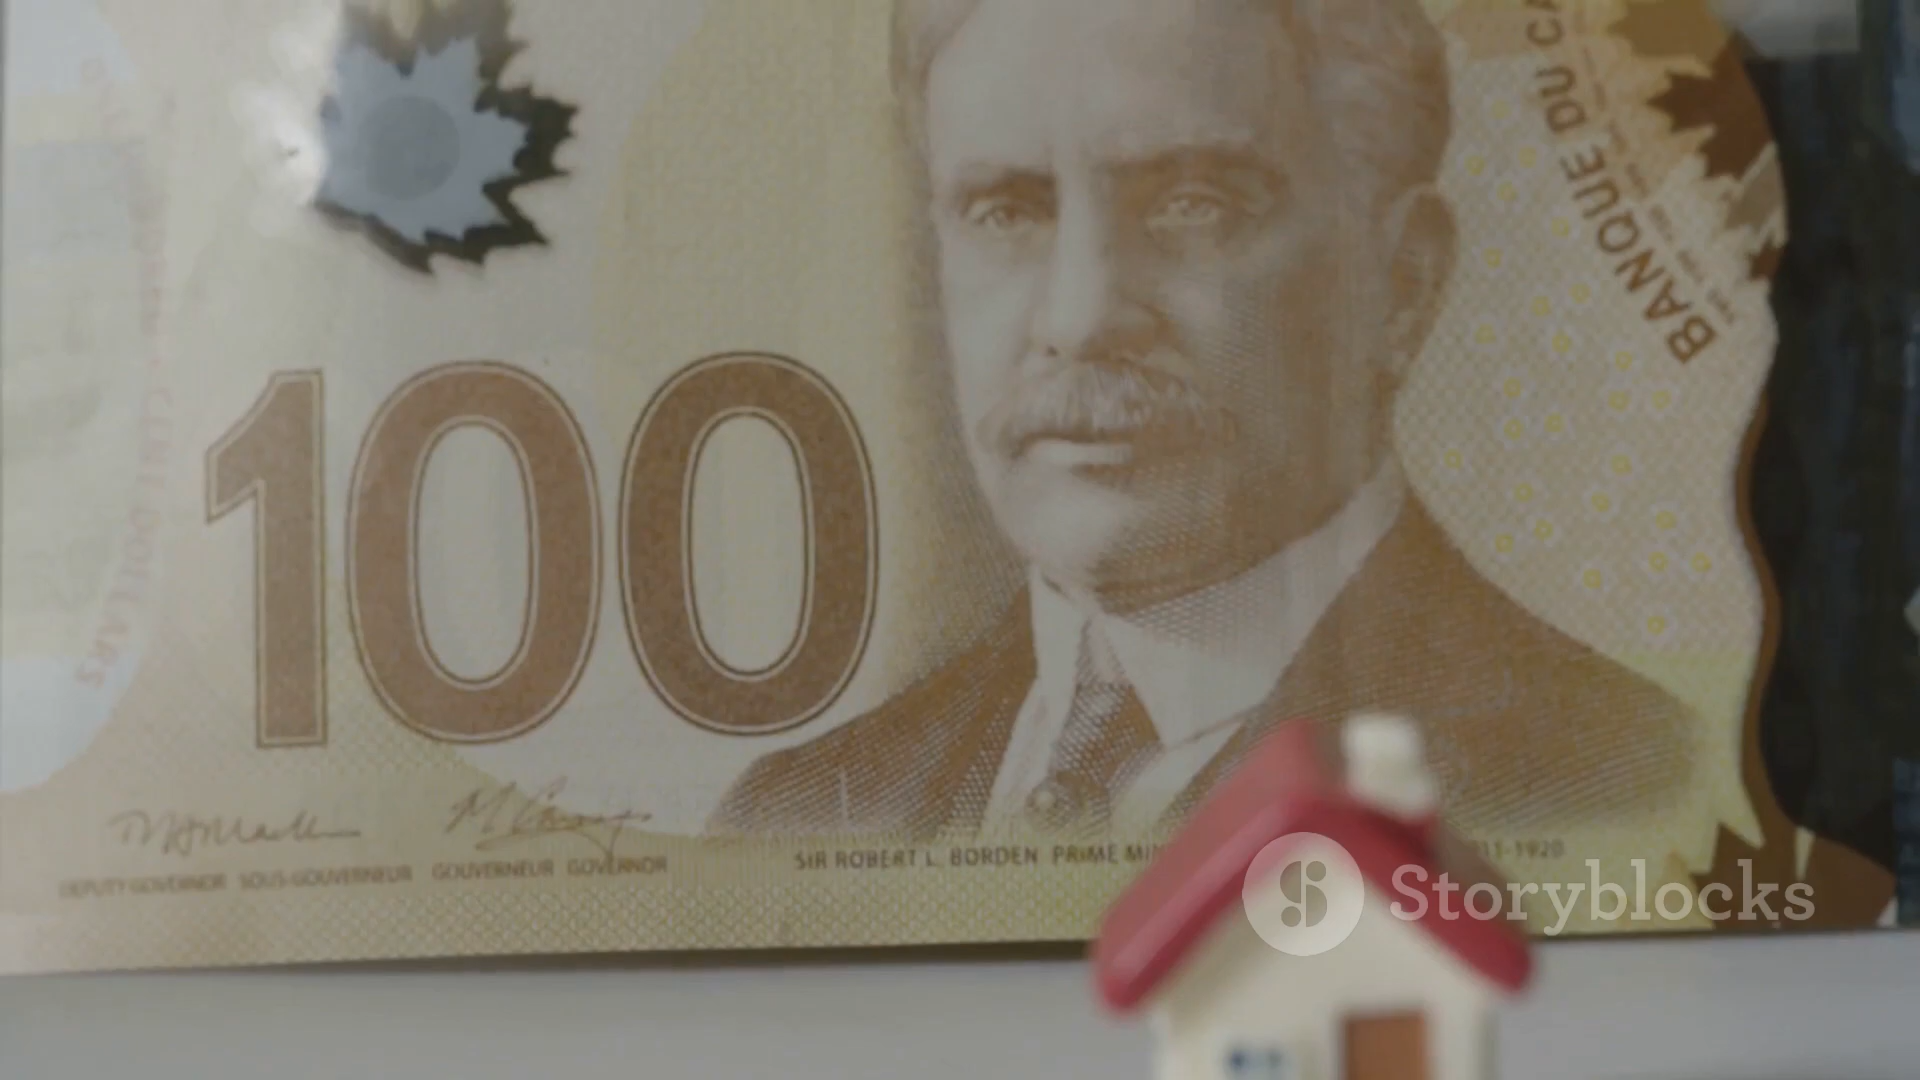 BANQUE DU CA
100
DEPUTY GOVERNOR SOUS-GOUVERNEUR GOUVERNEUR GOVERNOR
SIR ROBERT L. BORDEN PRIME MIN 11-1920
Storyblocks